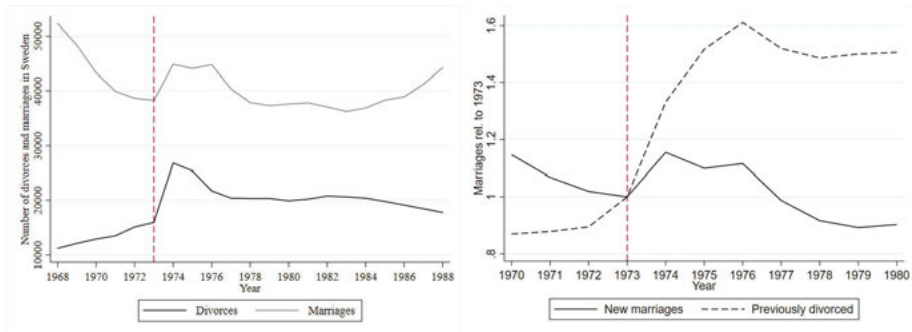 Number of divorces and marriages in Sweden
50000
40000
30000
20000
10000
1968 1970 1972 1974 1976 1978 1980 1982 1984 1986 1988
Year
Divorces Marriages
Marriages rel. to 1973
1.6
1.4
1.2
1
.8
1970 1971 1972 1973 1974 1975 1976 1977 1978 1979 1980
Year
New marriages Previously divorced